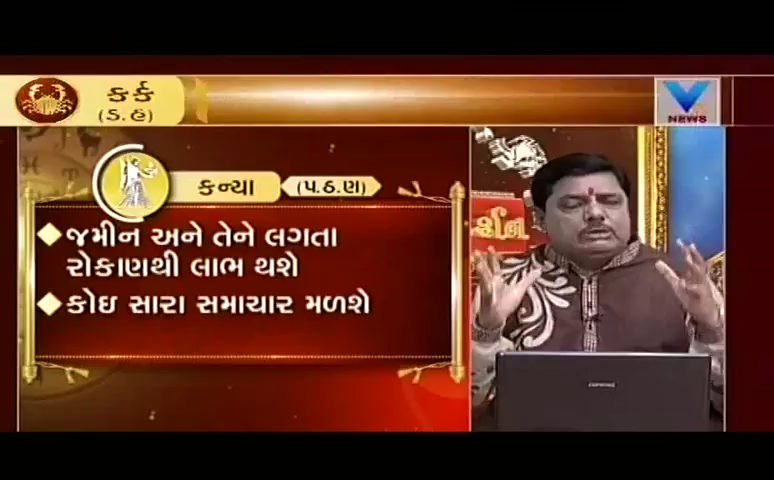 કર્ક
(ડ.હ)
NEWS
કન્યા
(પ.ઠ.ણ)
જમીન અને તેને લગતા
રોકાણથી લાભ થશે
કોઇ સારા સમાચાર મળશે